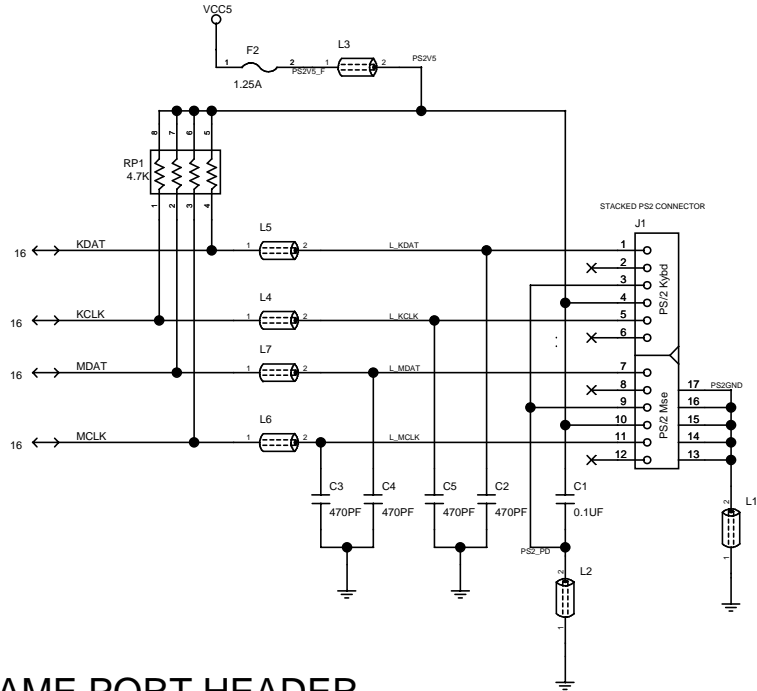 VCC5
F2
L3
1 2 1 2 PS2V5
PS2V5_F
1.25A
8 7 6 5
RP1
4.7K
1 2 3 4
STACKED PS2 CONNECTOR
J1
L5
16 KDAT 1 2 L_KDAT 1
2
3
4
L4
16 KCLK 1 2 L_KCLK 5
6
PS/2 Kybd
L7
16 MDAT 1 2 L_MDAT 7
8 17 PS2GND
9 16
10 15
L6
16 MCLK 1 2 L_MCLK 11 14
12 13
PS/2 Mse
C3 C4 C5 C2 C1
470PF 470PF 470PF 470PF 0.1UF
2 L1
1
PS2_PD
2 L2
1
AME PORT HEADER